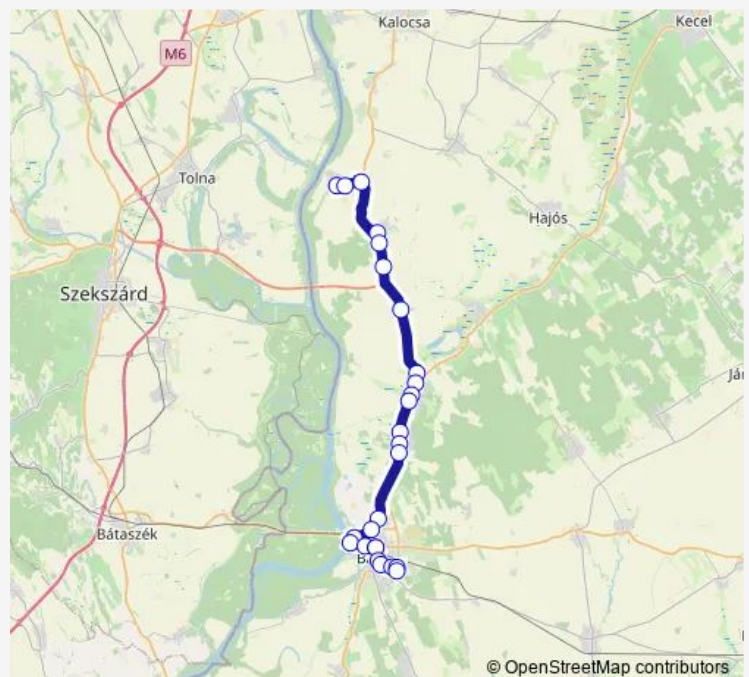 Kalocsa
Kecel
M6
Tolna
Hajós
Szekszárd
Bátaszék
© OpenStreetMap contributors